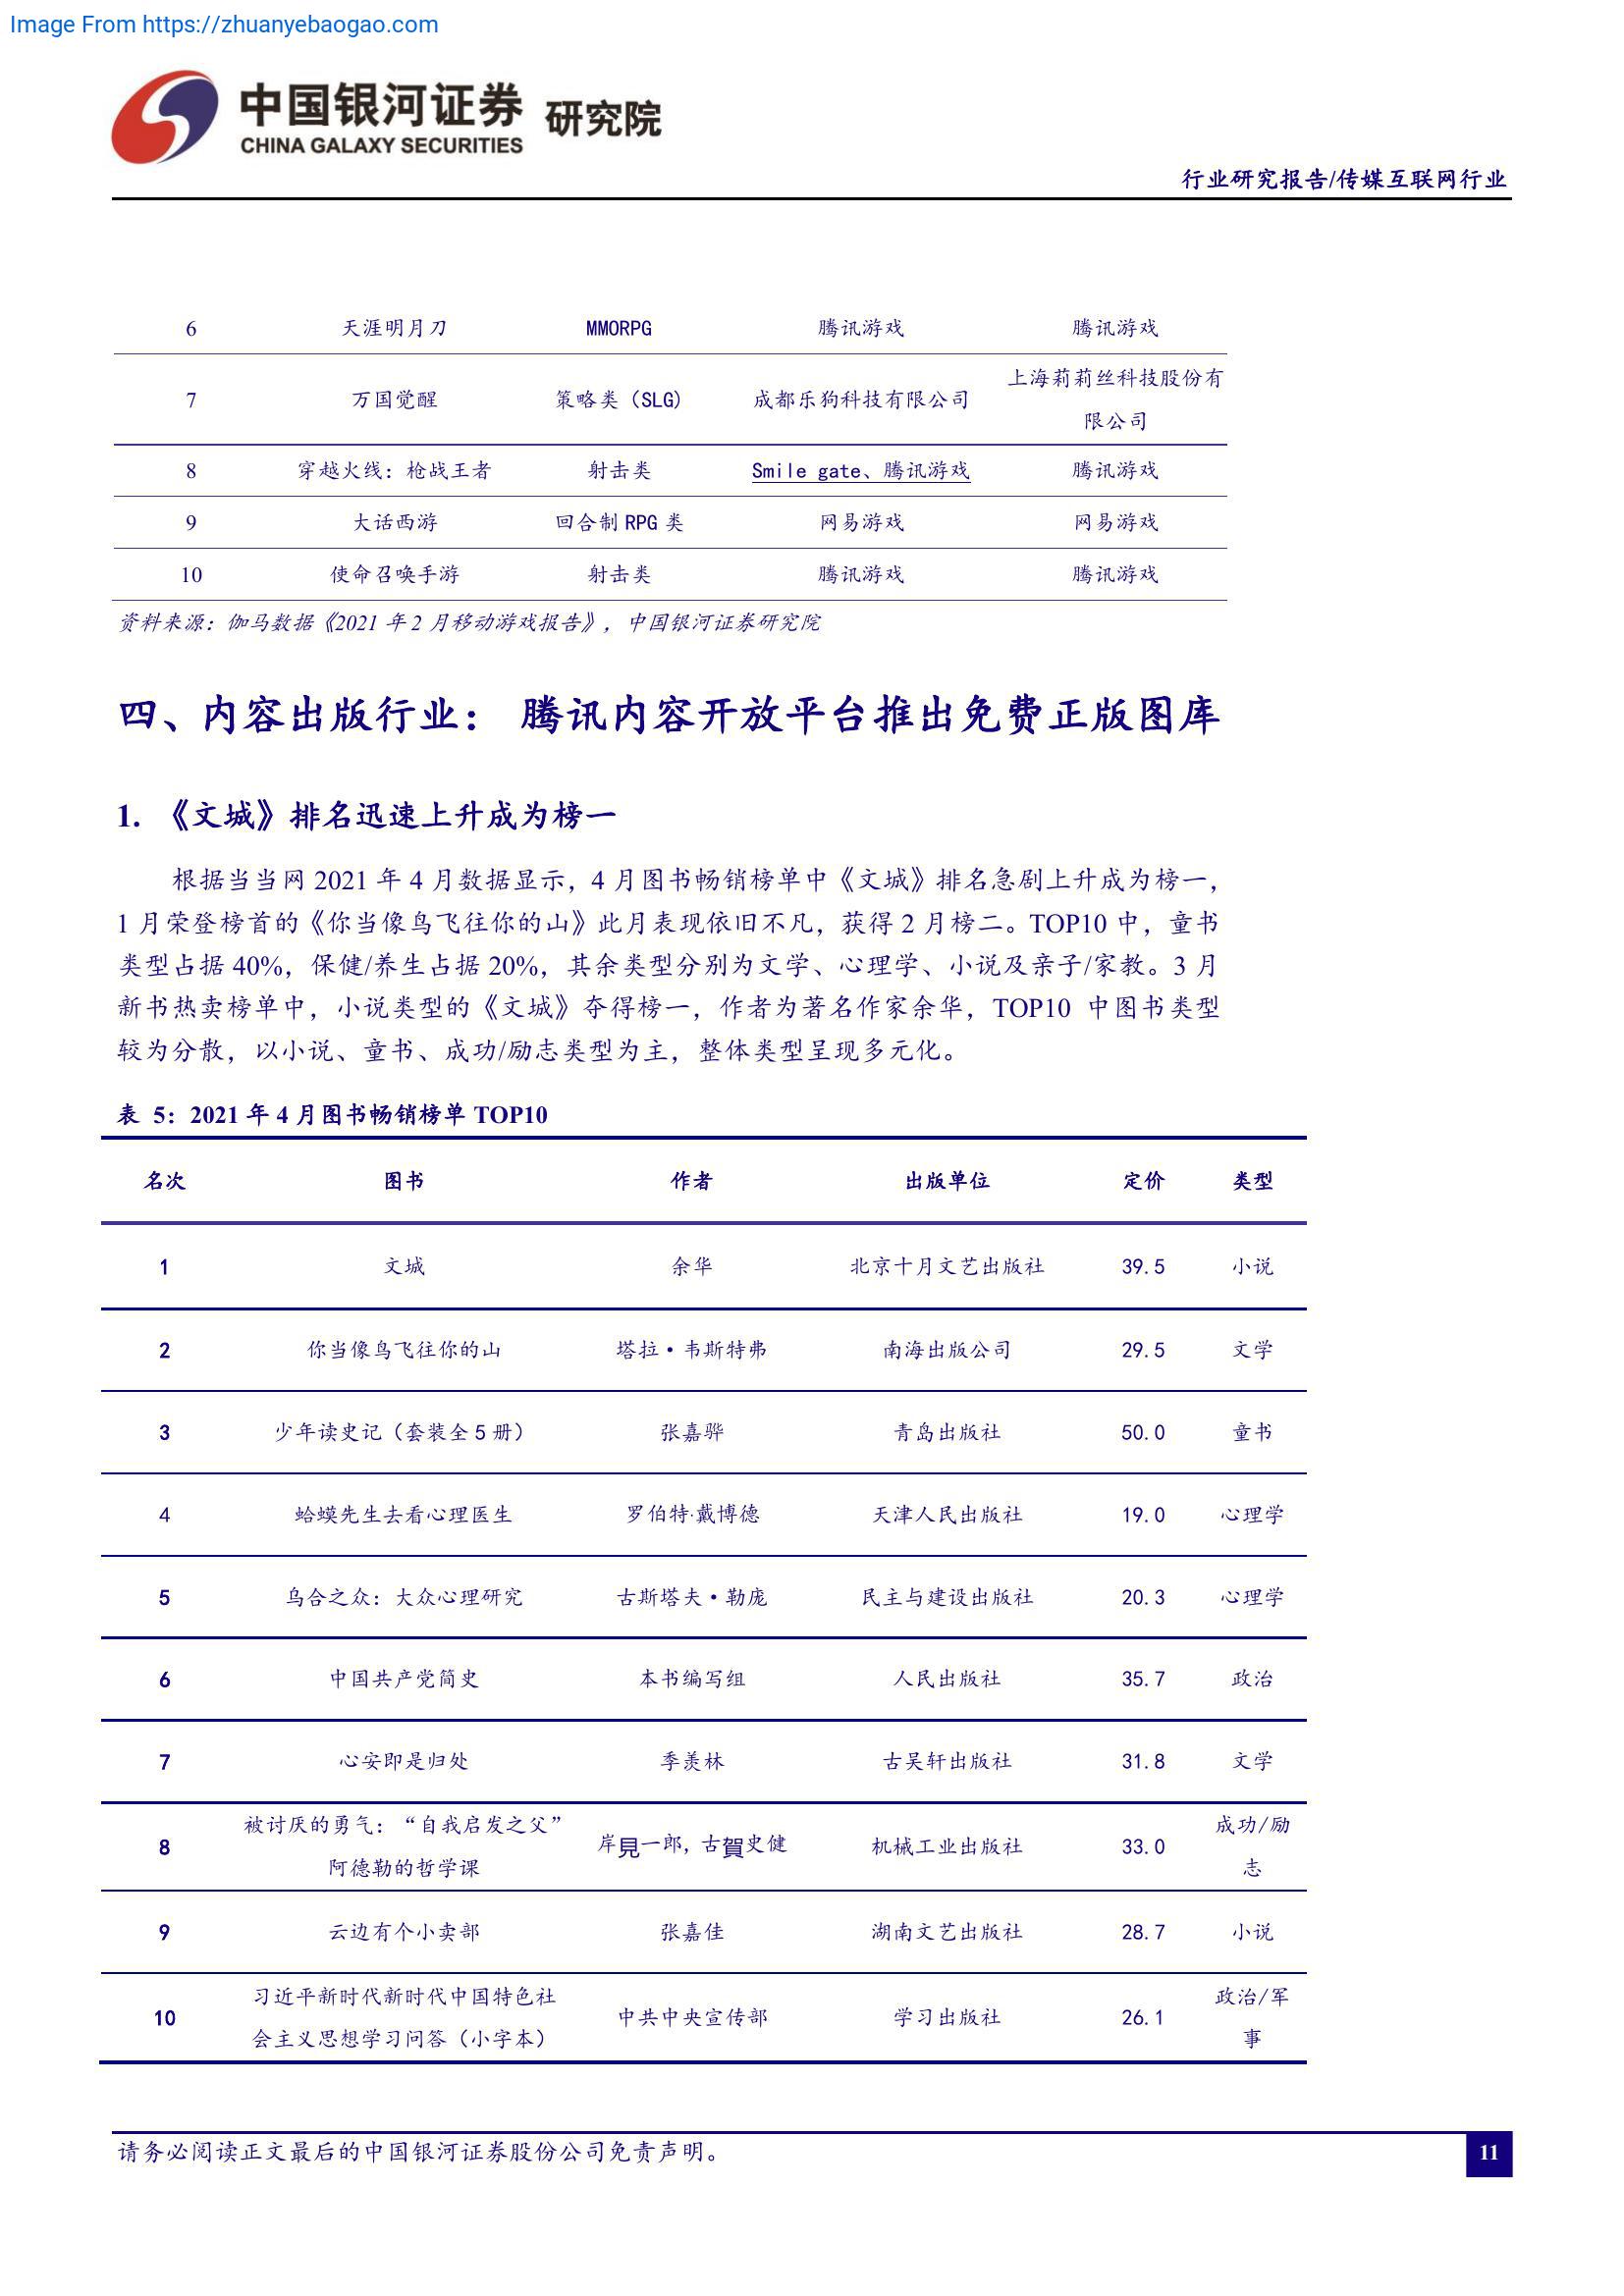 Image From https://zhuanyebaogao.com
中国银河证券 研究院
CHINA GALAXY SECURITIES
行业研究报告/传媒互联网行业
6 天涯明月刀 MMORPG 腾讯游戏 腾讯游戏
7 万国觉醒 策略类（SLG) 成都乐狗科技有限公司 上海莉莉丝科技股份有
限公司
8 穿越火线：枪战王者 射击类 Smile gate、腾讯游戏 腾讯游戏
9 大话西游 回合制 RPG 类 网易游戏 网易游戏
10 使命召唤手游 射击类 腾讯游戏 腾讯游戏
资料来源：伽马数据《2021 年 2 月移动游戏报告》，中国银河证券研究院
四、内容出版行业： 腾讯内容开放平台推出免费正版图库
1. 《文城》排名迅速上升成为榜一
根据当当网 2021 年 4 月数据显示，4 月图书畅销榜单中《文城》排名急剧上升成为榜一，
1 月荣登榜首的《你当像鸟飞往你的山》此月表现依旧不凡，获得 2 月榜二。TOP10 中，童书
类型占据 40%，保健/养生占据 20%，其余类型分别为文学、心理学、小说及亲子/家教。3 月
新书热卖榜单中，小说类型的《文城》夺得榜一，作者为著名作家余华，TOP10 中图书类型
较为分散，以小说、童书、成功/励志类型为主，整体类型呈现多元化。
表 5：2021 年 4 月图书畅销榜单 TOP10
名次 图书 作者 出版单位 定价 类型
1 文城 余华 北京十月文艺出版社 39.5 小说
2 你当像鸟飞往你的山 塔拉·韦斯特弗 南海出版公司 29.5 文学
3 少年读史记（套装全 5 册） 张嘉骅 青岛出版社 50.0 童书
4 蛤蟆先生去看心理医生 罗伯特·戴博德 天津人民出版社 19.0 心理学
5 乌合之众：大众心理研究 古斯塔夫·勒庞 民主与建设出版社 20.3 心理学
6 中国共产党简史 本书编写组 人民出版社 35.7 政治
7 心安即是归处 季羡林 古吴轩出版社 31.8 文学
被讨厌的勇气：“自我启发之父” 成功/励
8 岸見一郎，古賀史健 机械工业出版社 33.0
阿德勒的哲学课 志
9 云边有个小卖部 张嘉佳 湖南文艺出版社 28.7 小说
习近平新时代新时代中国特色社 政治/军
10 中共中央宣传部 学习出版社 26.1
会主义思想学习问答（小字本） 事
请务必阅读正文最后的中国银河证券股份公司免责声明。
11